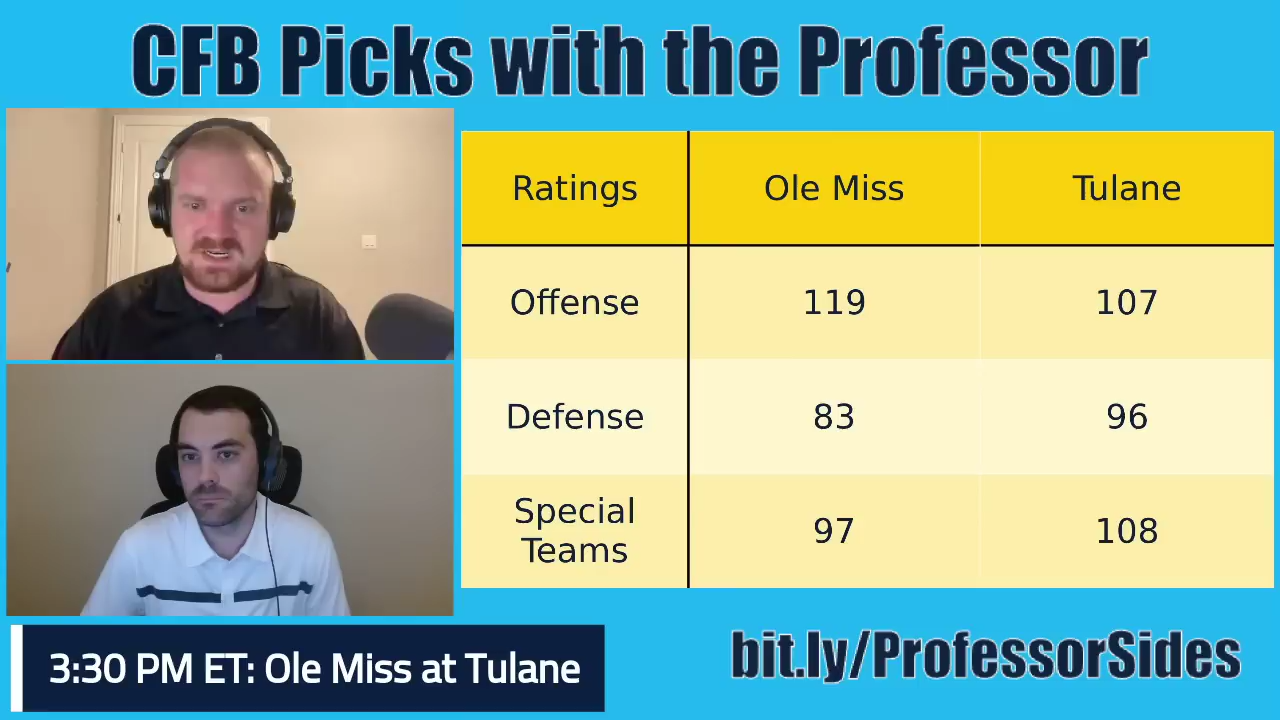 CFB Picks with the Professor
Ratings Ole Miss Tulane
Offense 119 107
Defense 83 96
Special
Teams 97 108
3:30 PM ET: Ole Miss at Tulane
bit.ly/ProfessorSides